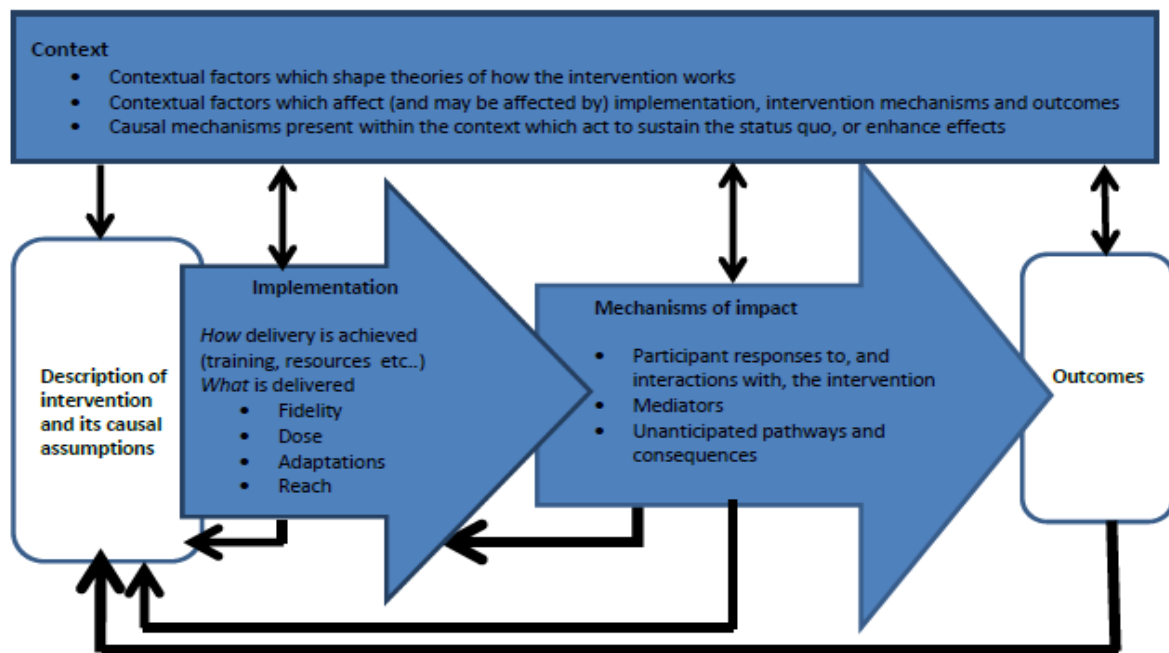 Context
• Contextual factors which shape theories of how the intervention works
• Contextual factors which affect (and may be affected by) implementation, intervention mechanisms and outcomes
• Causal mechanisms present within the context which act to sustain the status quo, or enhance effects
Description of
intervention
and its causal
assumptions
Implementation
How delivery is achieved
(training, resources etc..)
What is delivered
• Fidelity
• Dose
• Adaptations
• Reach
Mechanisms of impact
• Participant responses to, and
interactions with, the intervention
• Mediators
• Unanticipated pathways and
consequences
Outcomes